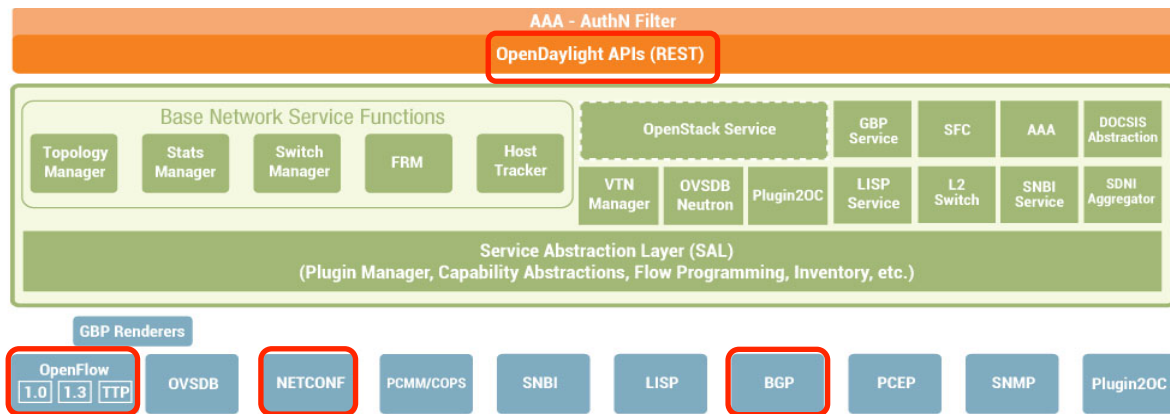 AAA - AuthN Filter
OpenDaylight APIs (REST)
Base Network Service Functions
Topology
Manager
Stats
Manager
Switch
Manager
FRM
Host
Tracker
OpenStack Service
GBP
Service
SFC
AAA
DOCSIS
Abstraction
VTN
Manager
OVSDB
Neutron
Plugin2OC
LISP
Service
L2
Switch
SNBI
Service
SDNI
Aggregator
Service Abstraction Layer (SAL)
(Plugin Manager, Capability Abstractions, Flow Programming, Inventory, etc.)
GBP Renderers
OpenFlow
1.0 1.3 TTP
OVSDB
NETCONF
PCMM/COPS
SNBI
LISP
BGP
PCEP
SNMP
Plugin2OC